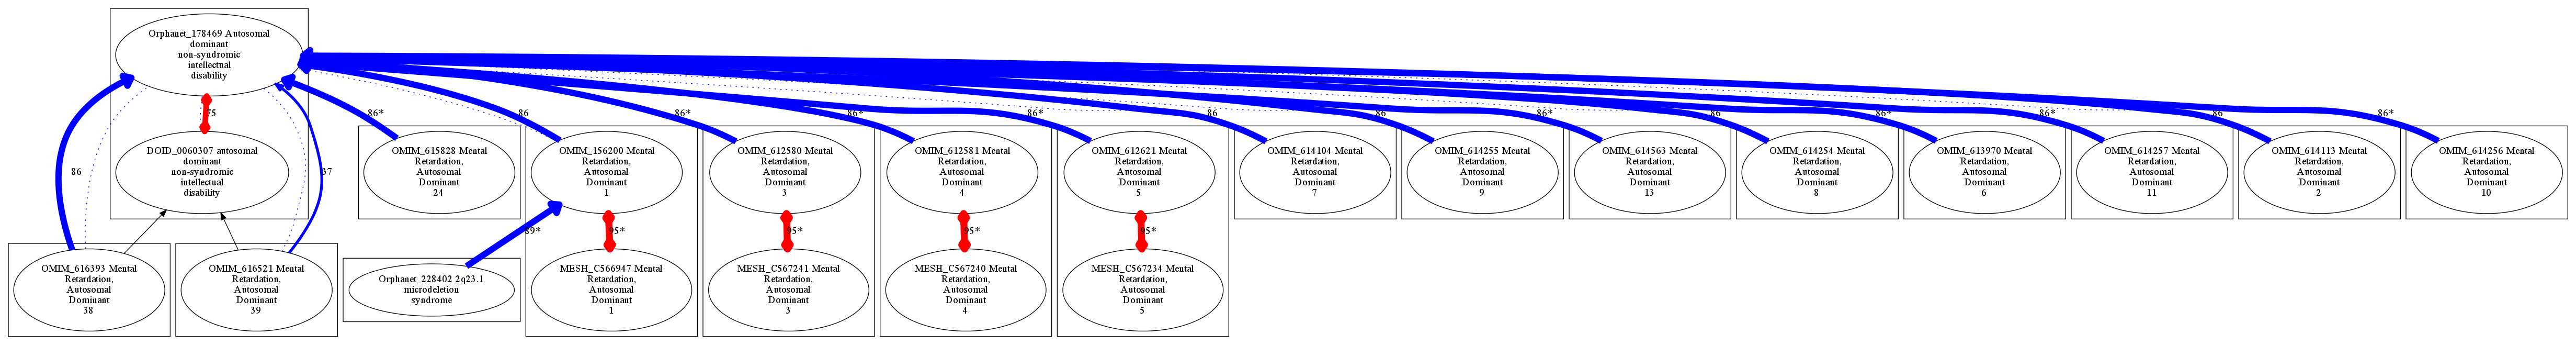 Orphanet_178469 Autosomal
dominant
non-syndromic
intellectual
disability
75
DOID_0060307 autosomal
dominant
non-syndromic
intellectual
disability
86
37
OMIM_616393 Mental
Retardation,
Autosomal
Dominant
38
OMIM_616521 Mental
Retardation,
Autosomal
Dominant
39
86*
OMIM_615828 Mental
Retardation,
Autosomal
Dominant
24
86
OMIM_156200 Mental
Retardation,
Autosomal
Dominant
1
89*
Orphanet_228402 2q23.1
microdeletion
syndrome
95*
MESH_C566947 Mental
Retardation,
Autosomal
Dominant
1
86*
OMIM_612580 Mental
Retardation,
Autosomal
Dominant
3
95*
MESH_C567241 Mental
Retardation,
Autosomal
Dominant
3
86*
OMIM_612581 Mental
Retardation,
Autosomal
Dominant
4
95*
MESH_C567240 Mental
Retardation,
Autosomal
Dominant
4
86*
OMIM_612621 Mental
Retardation,
Autosomal
Dominant
5
95*
MESH_C567234 Mental
Retardation,
Autosomal
Dominant
5
86
OMIM_614104 Mental
Retardation,
Autosomal
Dominant
7
86
OMIM_614255 Mental
Retardation,
Autosomal
Dominant
9
86*
OMIM_614563 Mental
Retardation,
Autosomal
Dominant
13
86
OMIM_614254 Mental
Retardation,
Autosomal
Dominant
8
86*
OMIM_613970 Mental
Retardation,
Autosomal
Dominant
6
86*
OMIM_614257 Mental
Retardation,
Autosomal
Dominant
11
86
OMIM_614113 Mental
Retardation,
Autosomal
Dominant
2
86*
OMIM_614256 Mental
Retardation,
Autosomal
Dominant
10